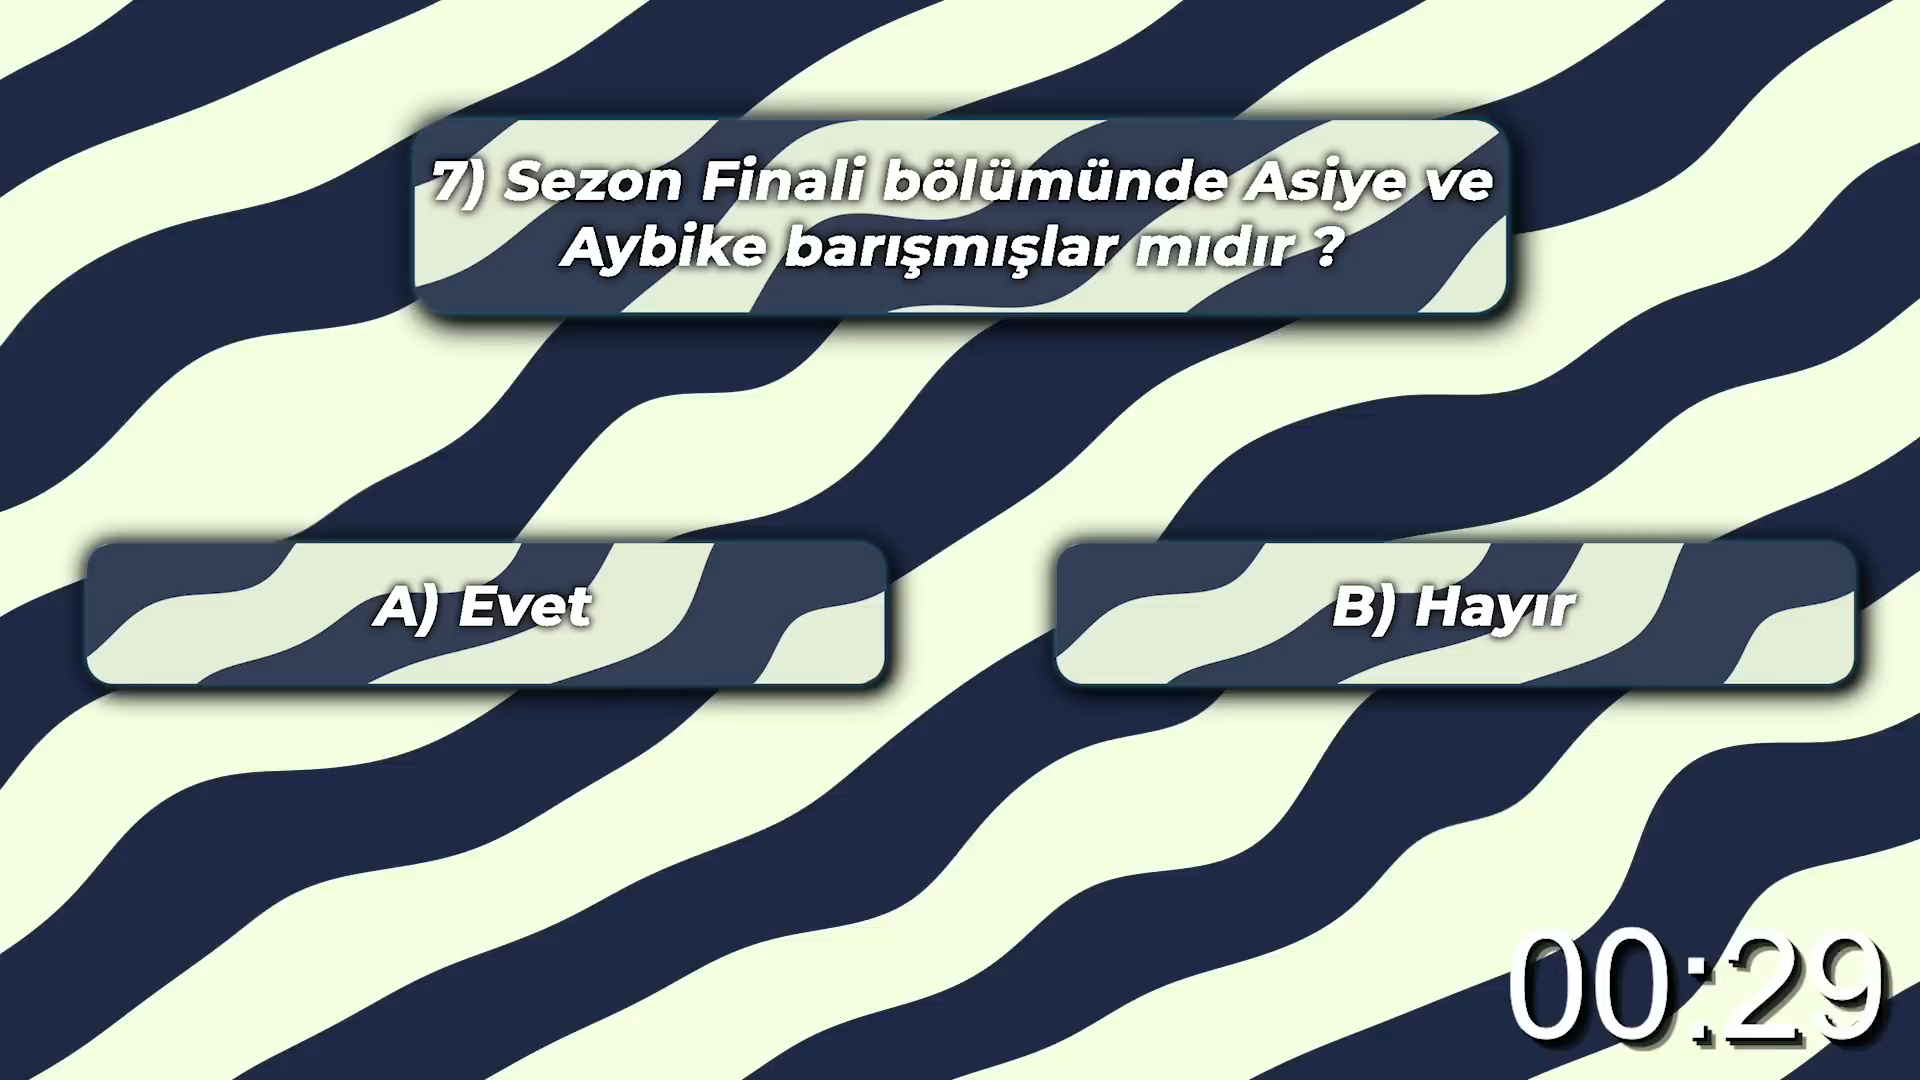 7) Sezon Finali bölümünde Asiye ve
Aybike barışmışlar mıdır ?
A) Evet
B) Hayır
00:29